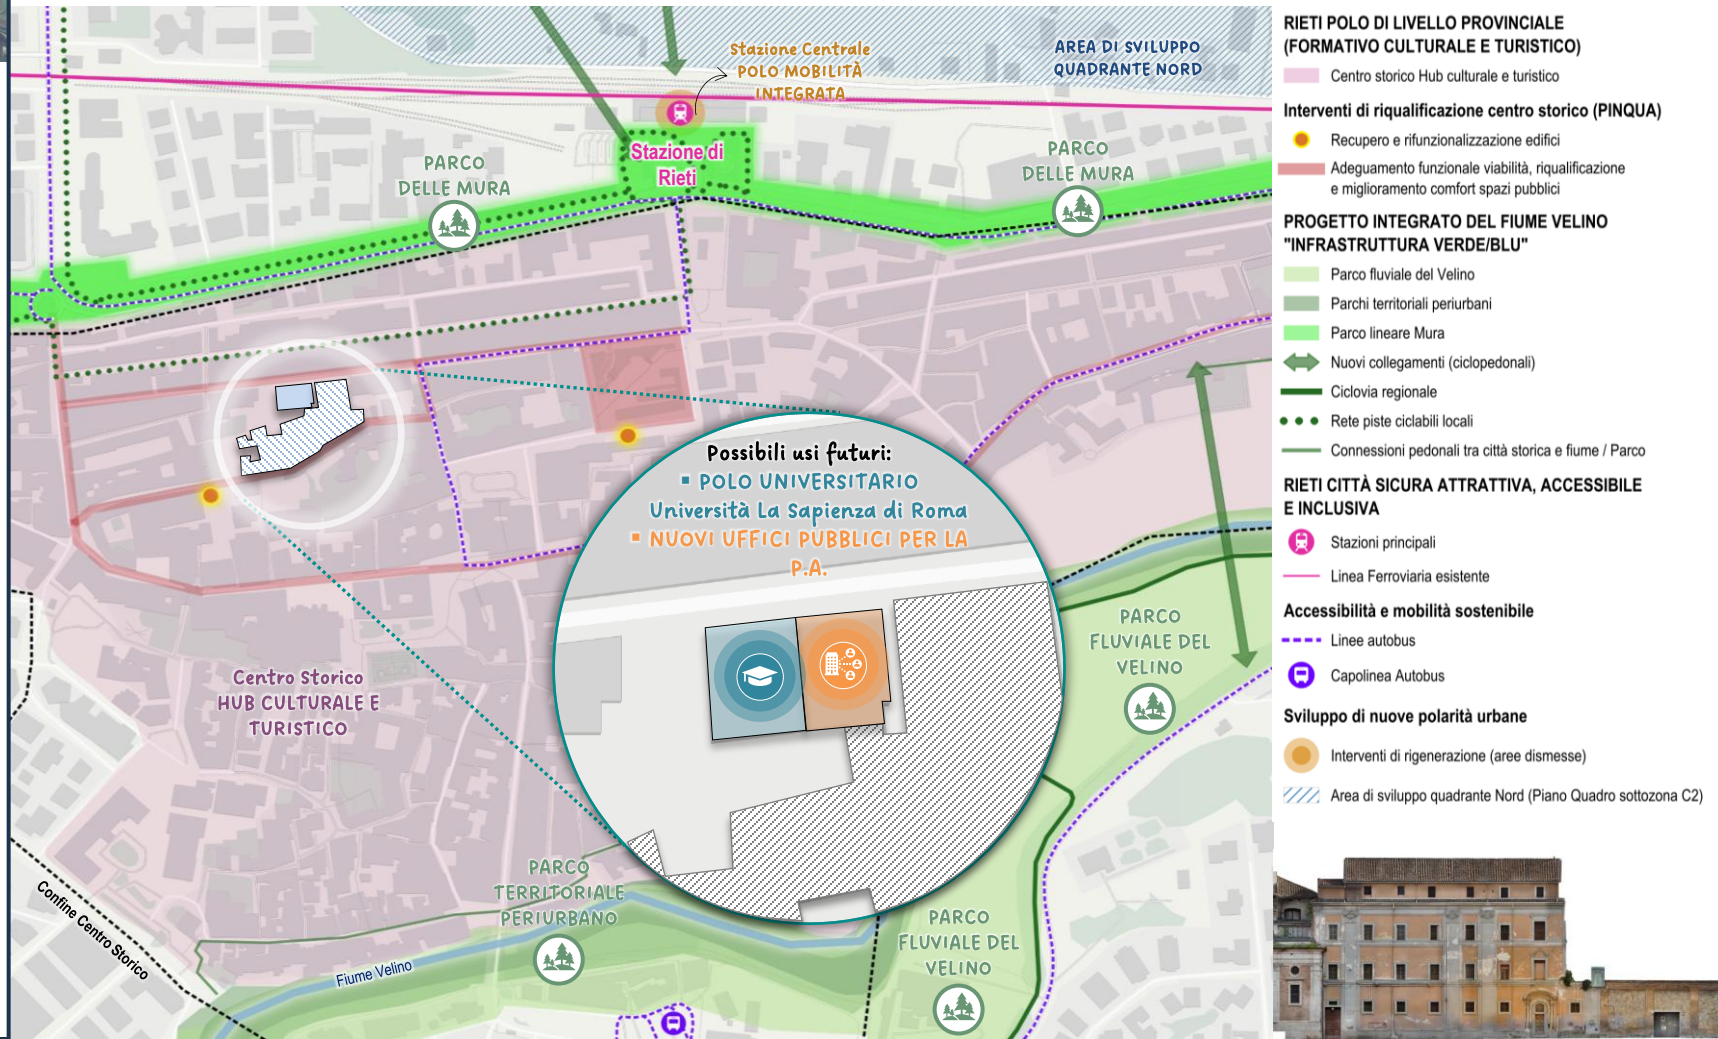 Stazione Centrale
POLO MOBILITÀ
INTEGRATA
AREA DI SVILUPPO
QUADRANTE NORD
Stazione di
Rieti
PARCO
DELLE MURA
PARCO
DELLE MURA
Possibili usi futuri:
▪ POLO UNIVERSITARIO
Università La Sapienza di Roma
▪ NUOVI UFFICI PUBBLICI PER LA
P.A.
Centro Storico
HUB CULTURALE E
TURISTICO
PARCO
FLUVIALE DEL
VELINO
PARCO
TERRITORIALE
PERIURBANO
PARCO
FLUVIALE DEL
VELINO
Confine Centro Storico
Fiume Velino
RIETI POLO DI LIVELLO PROVINCIALE
(FORMATIVO CULTURALE E TURISTICO)
Centro storico Hub culturale e turistico
Interventi di riqualificazione centro storico (PINQUA)
Recupero e rifunzionalizzazione edifici
Adeguamento funzionale viabilità, riqualificazione
e miglioramento comfort spazi pubblici
PROGETTO INTEGRATO DEL FIUME VELINO
"INFRASTRUTTURA VERDE/BLU"
Parco fluviale del Velino
Parchi territoriali periurbani
Parco lineare Mura
Nuovi collegamenti (ciclopedonali)
Ciclovia regionale
Rete piste ciclabili locali
Connessioni pedonali tra città storica e fiume / Parco
RIETI CITTÀ SICURA ATTRATTIVA, ACCESSIBILE
E INCLUSIVA
Stazioni principali
Linea Ferroviaria esistente
Accessibilità e mobilità sostenibile
Linee autobus
Capolinea Autobus
Sviluppo di nuove polarità urbane
Interventi di rigenerazione (aree dismesse)
Area di sviluppo quadrante Nord (Piano Quadro sottozona C2)